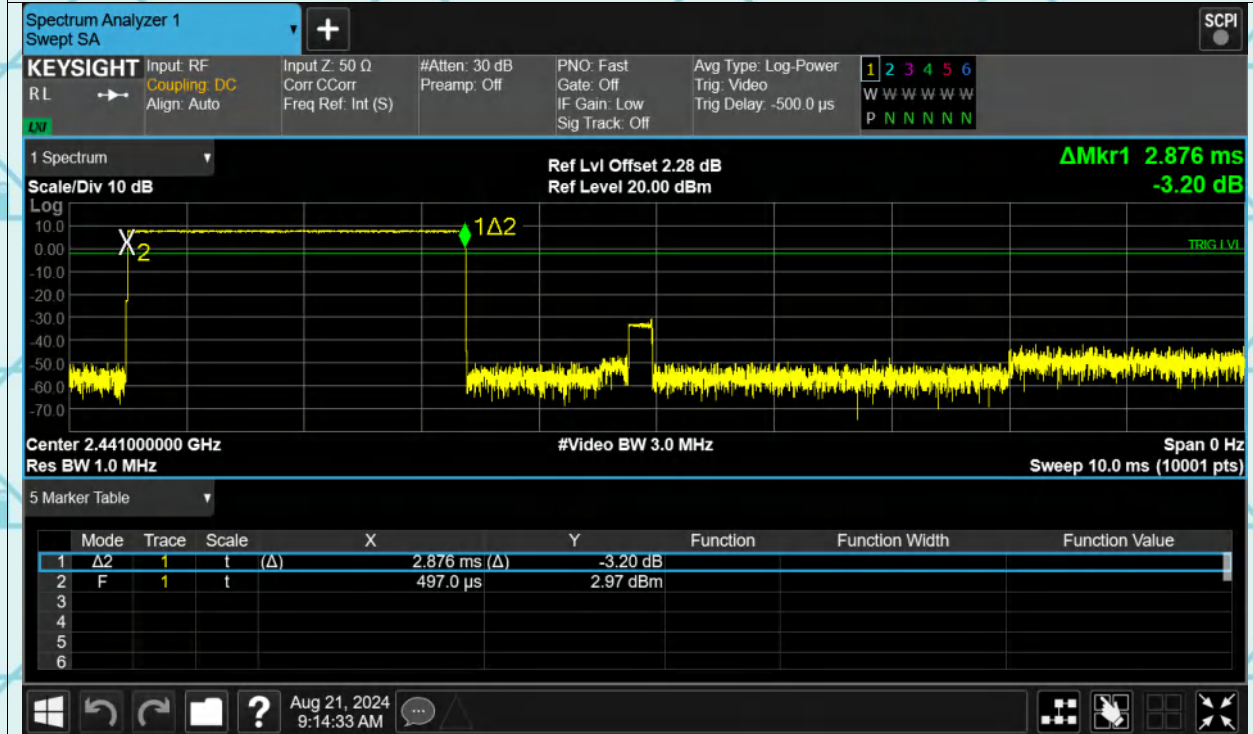 Spectrum Analyzer 1
Swept SA
+
SCPI
KEYSIGHT Input: RF Input Z: 50 Ω #Atten: 30 dB PNO: Fast Avg Type: Log-Power 1 2 3 4 5 6
RL Coupling: DC Corr CCorr Preamp: Off Gate: Off Trig: Video W W W W W W
Align: Auto Freq Ref: Int (S) IF Gain: Low Trig Delay: -500.0 µs P N N N N N
LXI Sig Track: Off
1 Spectrum Ref Lvl Offset 2.28 dB ΔMkr1 2.876 ms
Scale/Div 10 dB Ref Level 20.00 dBm -3.20 dB
Log
10.0 1Δ2
0.00 2 TRIG LVL
-10.0
-20.0
-30.0
-40.0
-50.0
-60.0
-70.0
Center 2.441000000 GHz #Video BW 3.0 MHz Span 0 Hz
Res BW 1.0 MHz Sweep 10.0 ms (10001 pts)
5 Marker Table
Mode Trace Scale X Y Function Function Width Function Value
1 Δ2 1 t (Δ) 2.876 ms (Δ) -3.20 dB
2 F 1 t 497.0 µs 2.97 dBm
3
4
5
6
? Aug 21, 2024
9:14:33 AM